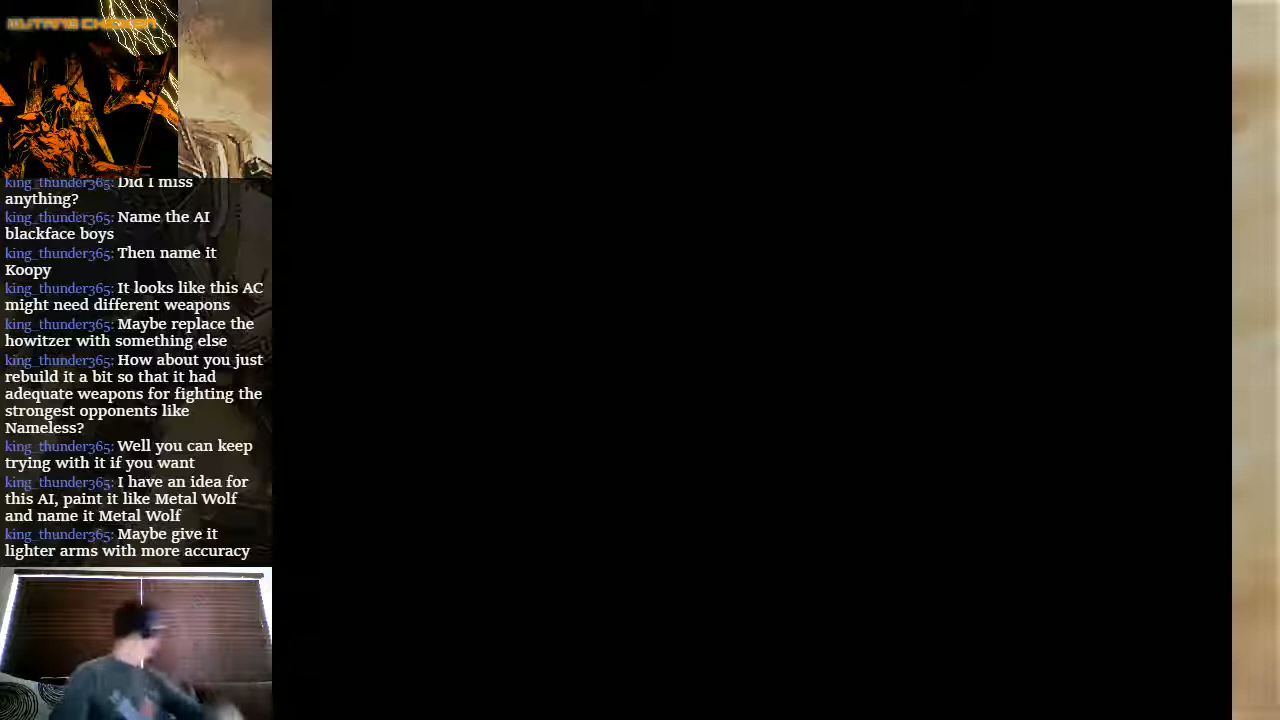 WUTANG CHICKEN
king_thunder365: Did I miss
anything?
king_thunder365: Name the AI
blackface boys
king_thunder365: Then name it
Koopy
king_thunder365: It looks like this AC
might need different weapons
king_thunder365: Maybe replace the
howitzer with something else
king_thunder365: How about you just
rebuild it a bit so that it had
adequate weapons for fighting the
strongest opponents like
Nameless?
king_thunder365: Well you can keep
trying with it if you want
king_thunder365: I have an idea for
this AI, paint it like Metal Wolf
and name it Metal Wolf
king_thunder365: Maybe give it
lighter arms with more accuracy